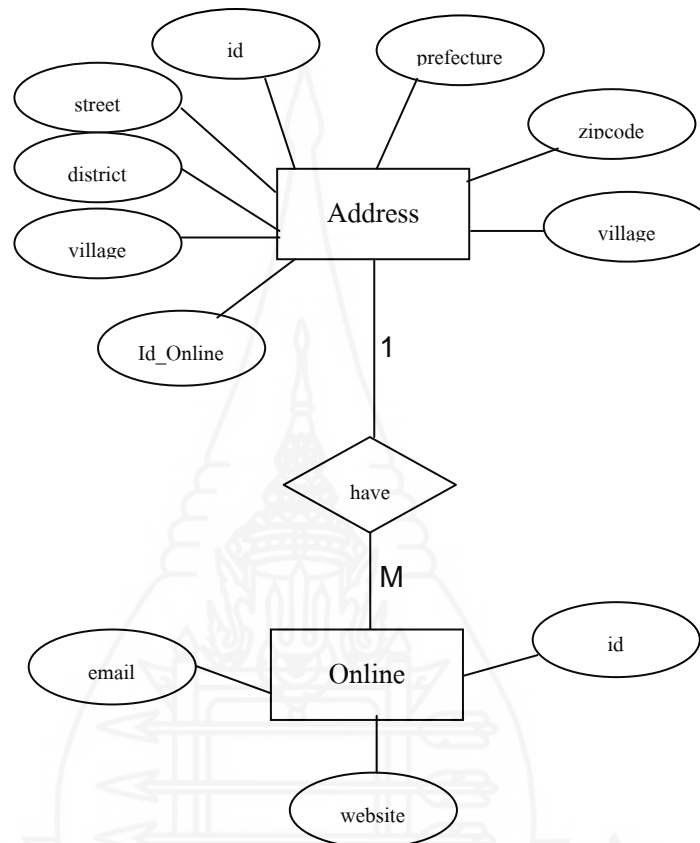 id
prefecture
street
zipcode
district
Address
village
village
Id_Online
1
have
M
email
Online
id
website